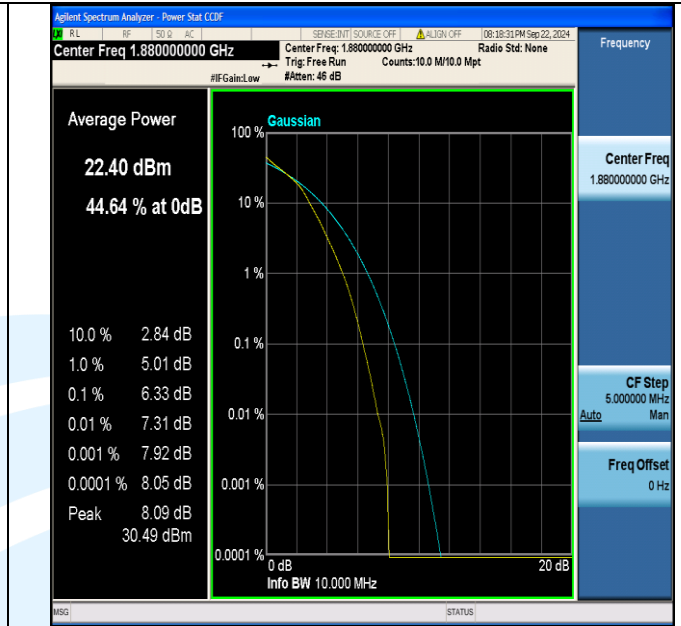 Agilent Spectrum Analyzer - Power Stat CCDF
RL RF 50 Ω AC SENSE:INT SOURCE OFF ALIGN OFF 08:18:31 PM Sep 22, 2024
Center Freq 1.880000000 GHz
Center Freq: 1.880000000 GHz Radio Std: None
Trig: Free Run Counts:10.0 M/10.0 Mpt
#IFGain:Low #Atten: 46 dB
Frequency
Average Power
22.40 dBm
44.64 % at 0dB
10.0 % 2.84 dB
1.0 % 5.01 dB
0.1 % 6.33 dB
0.01 % 7.31 dB
0.001 % 7.92 dB
0.0001 % 8.05 dB
Peak 8.09 dB
30.49 dBm
Gaussian
100 %
10 %
1 %
0.1 %
0.01 %
0.001 %
0.0001 %
0 dB 20 dB
Info BW 10.000 MHz
Center Freq
1.880000000 GHz
CF Step
5.000000 MHz
Auto Man
Freq Offset
0 Hz
MSG STATUS